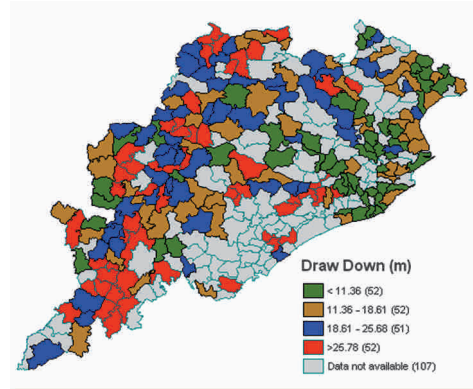 Draw Down (m)
< 11.36 (52)
11.36 - 18.61 (52)
18.61 - 25.68 (51)
>25.78 (52)
Data not available (107)